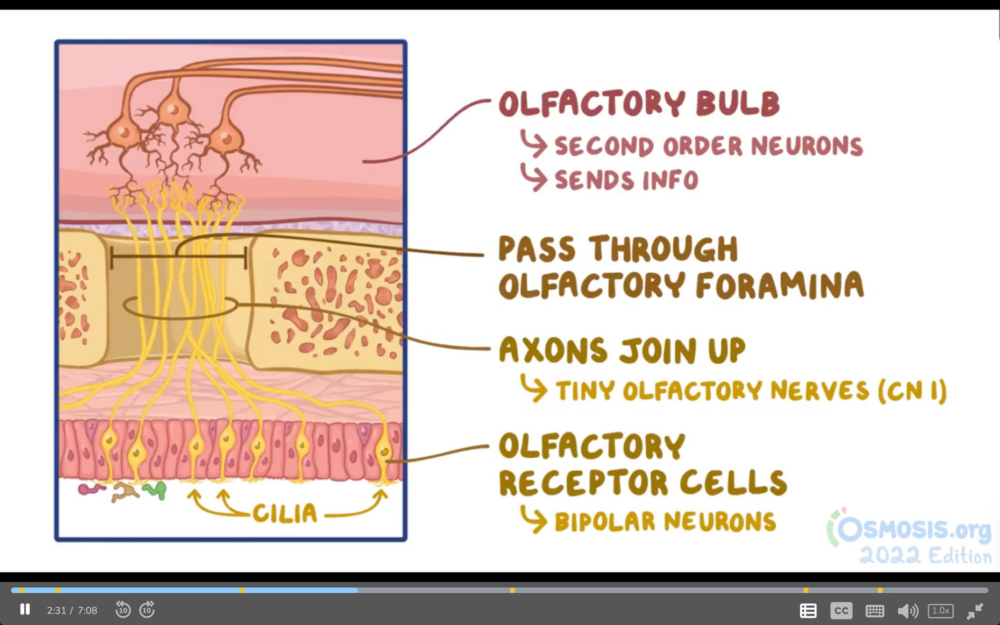 OLFACTORY BULB
↳ SECOND ORDER NEURONS
↳ SENDS INFO
PASS THROUGH
OLFACTORY FORAMINA
AXONS JOIN UP
↳ TINY OLFACTORY NERVES (CN I)
OLFACTORY
RECEPTOR CELLS
↳ BIPOLAR NEURONS
CILIA
OSMOSIS.org
2022 Edition
2:31 / 7:08
10
10
CC
1.0x